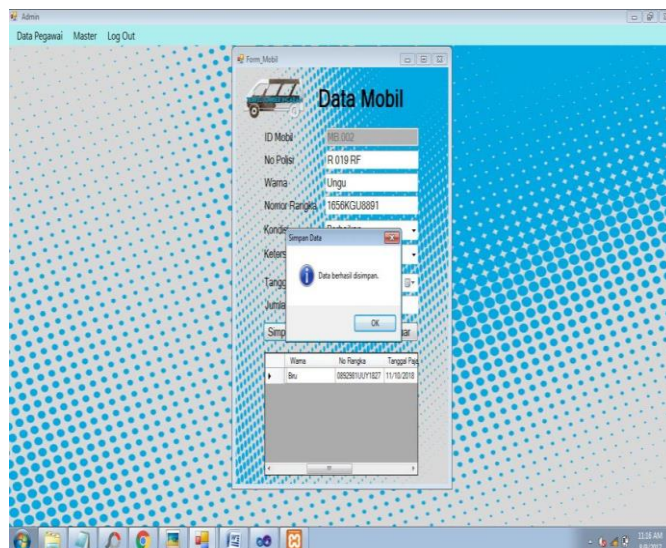 Admin
Data Pegawai Master Log Out
Form_Mobil
Data Mobil
ID Mobil MB 002
No Polisi R 019 RF
Warna Ungu
Nomor Rangka 1656KGU8891
Simpan Data
Data berhasil disimpan.
OK
Warna No Rangka Tanggal Paja
Biru 11/10/2018
11:16 AM